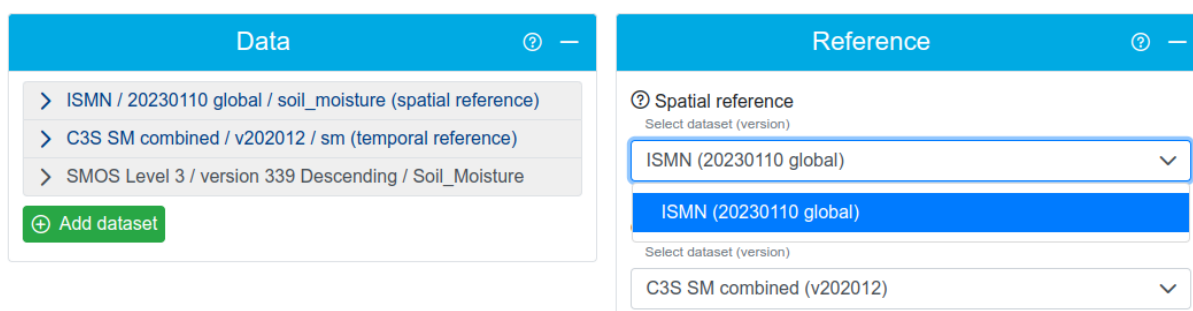 Data
ISMN / 20230110 global / soil_moisture (spatial reference)
C3S SM combined / v202012 / sm (temporal reference)
SMOS Level 3 / version 339 Descending / Soil_Moisture
Add dataset
Reference
Spatial reference
Select dataset (version)
ISMN (20230110 global)
ISMN (20230110 global)
Select dataset (version)
C3S SM combined (v202012)